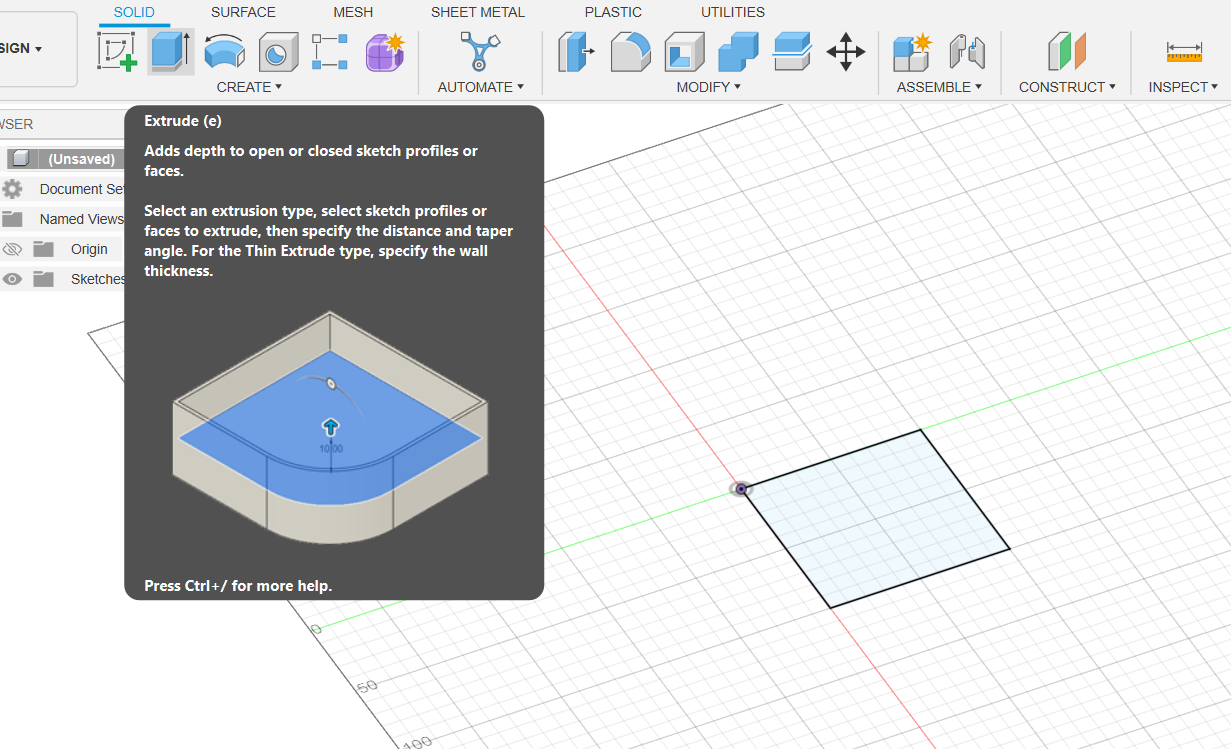 SOLID SURFACE MESH SHEET METAL PLASTIC UTILITIES
SIGN ▾
CREATE ▾ AUTOMATE ▾ MODIFY ▾ ASSEMBLE ▾ CONSTRUCT ▾ INSPECT ▾
WSER
(Unsaved)
Document Set
Named Views
Origin
Sketches
Extrude (e)
Adds depth to open or closed sketch profiles or
faces.
Select an extrusion type, select sketch profiles or
faces to extrude, then specify the distance and taper
angle. For the Thin Extrude type, specify the wall
thickness.
10.00
Press Ctrl+/ for more help.
0
50
100